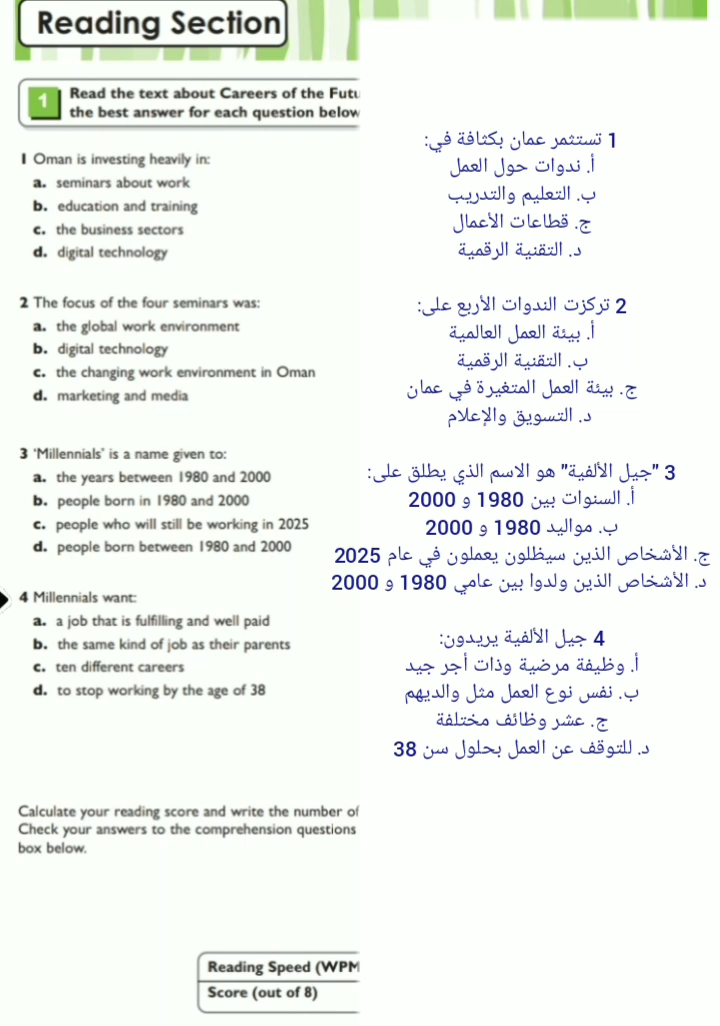 Reading Section
1
Read the text about Careers of the Futu
the best answer for each question below
1 Oman is investing heavily in:
a. seminars about work
b. education and training
c. the business sectors
d. digital technology
2 The focus of the four seminars was:
a. the global work environment
b. digital technology
c. the changing work environment in Oman
d. marketing and media
3 'Millennials' is a name given to:
a. the years between 1980 and 2000
b. people born in 1980 and 2000
c. people who will still be working in 2025
d. people born between 1980 and 2000
4 Millennials want:
a. a job that is fulfilling and well paid
b. the same kind of job as their parents
c. ten different careers
d. to stop working by the age of 38
Calculate your reading score and write the number of
Check your answers to the comprehension questions
box below.
Reading Speed (WPM
Score (out of 8)
1 تستثمر عمان بكثافة في:
أ. ندوات حول العمل
ب. التعليم والتدريب
ج. قطاعات الأعمال
د. التقنية الرقمية
2 تركزت الندوات الأربع على:
أ. بيئة العمل العالمية
ب. التقنية الرقمية
ج. بيئة العمل المتغيرة في عمان
د. التسويق والإعلام
3 "جيل الألفية" هو الاسم الذي يطلق على:
أ. السنوات بين 1980 و 2000
ب. مواليد 1980 و 2000
ج. الأشخاص الذين سيظلون يعملون في عام 2025
د. الأشخاص الذين ولدوا بين عامي 1980 و 2000
4 جيل الألفية يريدون:
أ. وظيفة مرضية وذات أجر جيد
ب. نفس نوع العمل مثل والديهم
ج. عشر وظائف مختلفة
د. للتوقف عن العمل بحلول سن 38